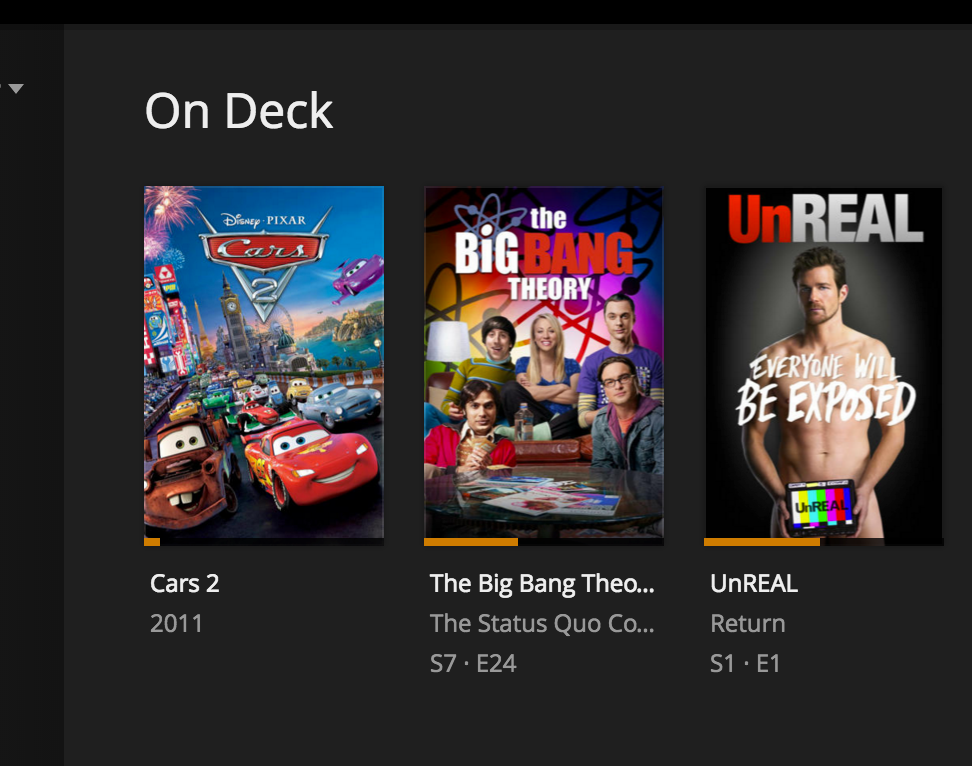 On Deck
Disney · PIXAR
Cars
2
the
BiG BANG
THEORY
UnREAL
EVERYONE WILL
BE EXPOSED
UnREAL
Cars 2
2011
The Big Bang Theo...
The Status Quo Co...
S7 · E24
UnREAL
Return
S1 · E1